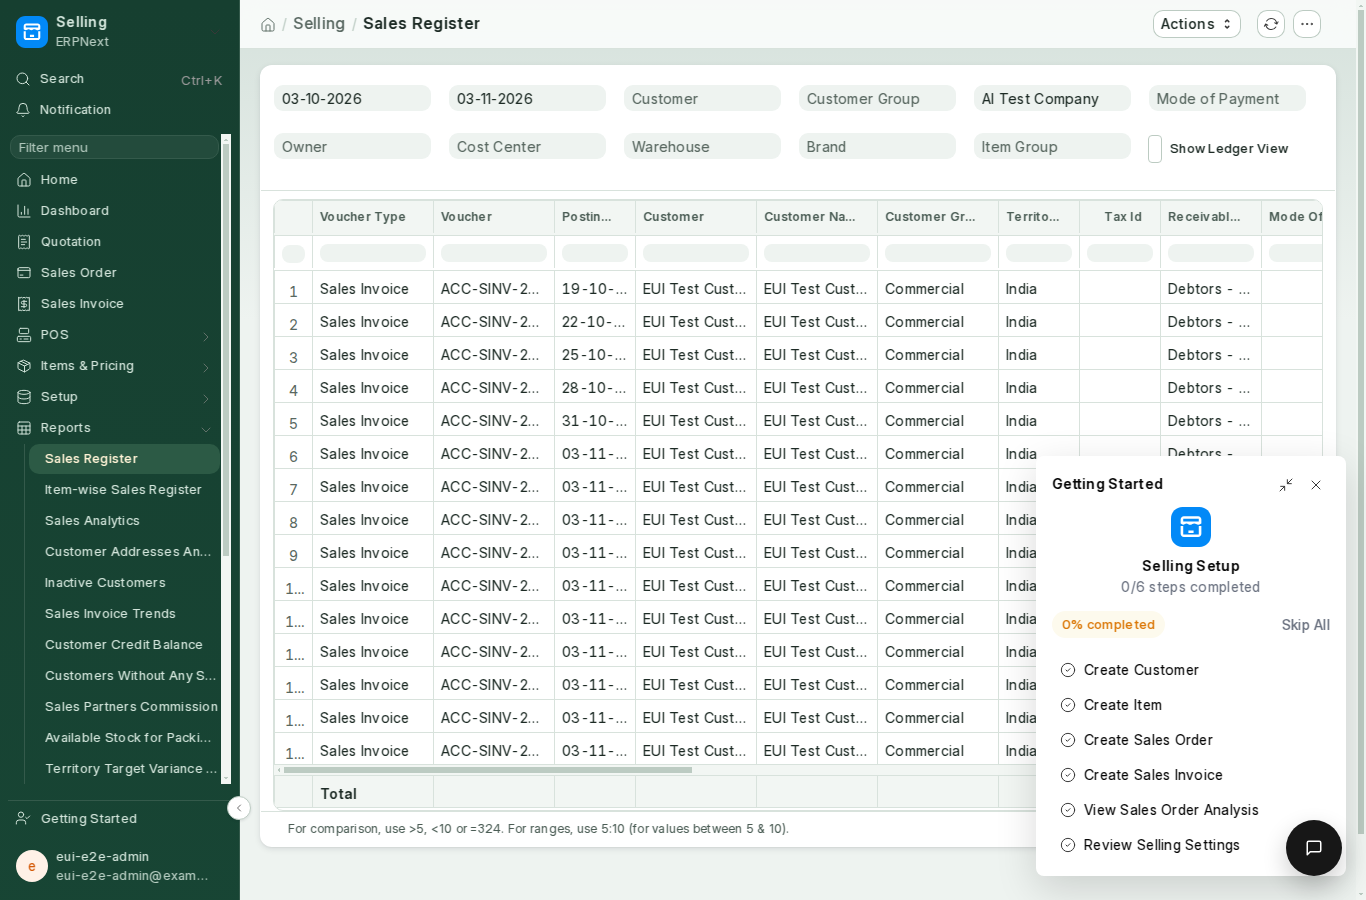 Selling
ERPNext
Search Ctrl+K
Notification
Filter menu
Home
Dashboard
Quotation
Sales Order
Sales Invoice
POS
Items & Pricing
Setup
Reports
Sales Register
Item-wise Sales Register
Sales Analytics
Customer Addresses An...
Inactive Customers
Sales Invoice Trends
Customer Credit Balance
Customers Without Any S...
Sales Partners Commission
Available Stock for Packi...
Territory Target Variance ...
Getting Started
e
eui-e2e-admin
eui-e2e-admin@exam...
/ Selling / Sales Register
Actions
03-10-2026 03-11-2026 Customer Customer Group AI Test Company Mode of Payment
Owner Cost Center Warehouse Brand Item Group Show Ledger View
Voucher Type Voucher Postin... Customer Customer Na... Customer Gr... Territo... Tax Id Receivabl... Mode Of
1 Sales Invoice ACC-SINV-2... 19-10-... EUI Test Cust... EUI Test Cust... Commercial India Debtors - ...
2 Sales Invoice ACC-SINV-2... 22-10-... EUI Test Cust... EUI Test Cust... Commercial India Debtors - ...
3 Sales Invoice ACC-SINV-2... 25-10-... EUI Test Cust... EUI Test Cust... Commercial India Debtors - ...
4 Sales Invoice ACC-SINV-2... 28-10-... EUI Test Cust... EUI Test Cust... Commercial India Debtors - ...
5 Sales Invoice ACC-SINV-2... 31-10-... EUI Test Cust... EUI Test Cust... Commercial India Debtors - ...
6 Sales Invoice ACC-SINV-2... 03-11-... EUI Test Cust... EUI Test Cust... Commercial India Debtors - ...
7 Sales Invoice ACC-SINV-2... 03-11-... EUI Test Cust... EUI Test Cust... Commercial India
8 Sales Invoice ACC-SINV-2... 03-11-... EUI Test Cust... EUI Test Cust... Commercial India
9 Sales Invoice ACC-SINV-2... 03-11-... EUI Test Cust... EUI Test Cust... Commercial India
1... Sales Invoice ACC-SINV-2... 03-11-... EUI Test Cust... EUI Test Cust... Commercial India
1... Sales Invoice ACC-SINV-2... 03-11-... EUI Test Cust... EUI Test Cust... Commercial India
1... Sales Invoice ACC-SINV-2... 03-11-... EUI Test Cust... EUI Test Cust... Commercial India
1... Sales Invoice ACC-SINV-2... 03-11-... EUI Test Cust... EUI Test Cust... Commercial India
1... Sales Invoice ACC-SINV-2... 03-11-... EUI Test Cust... EUI Test Cust... Commercial India
1... Sales Invoice ACC-SINV-2... 03-11-... EUI Test Cust... EUI Test Cust... Commercial India
Total
For comparison, use >5, <10 or =324. For ranges, use 5:10 (for values between 5 & 10).
Getting Started
Selling Setup
0/6 steps completed
0% completed Skip All
Create Customer
Create Item
Create Sales Order
Create Sales Invoice
View Sales Order Analysis
Review Selling Settings